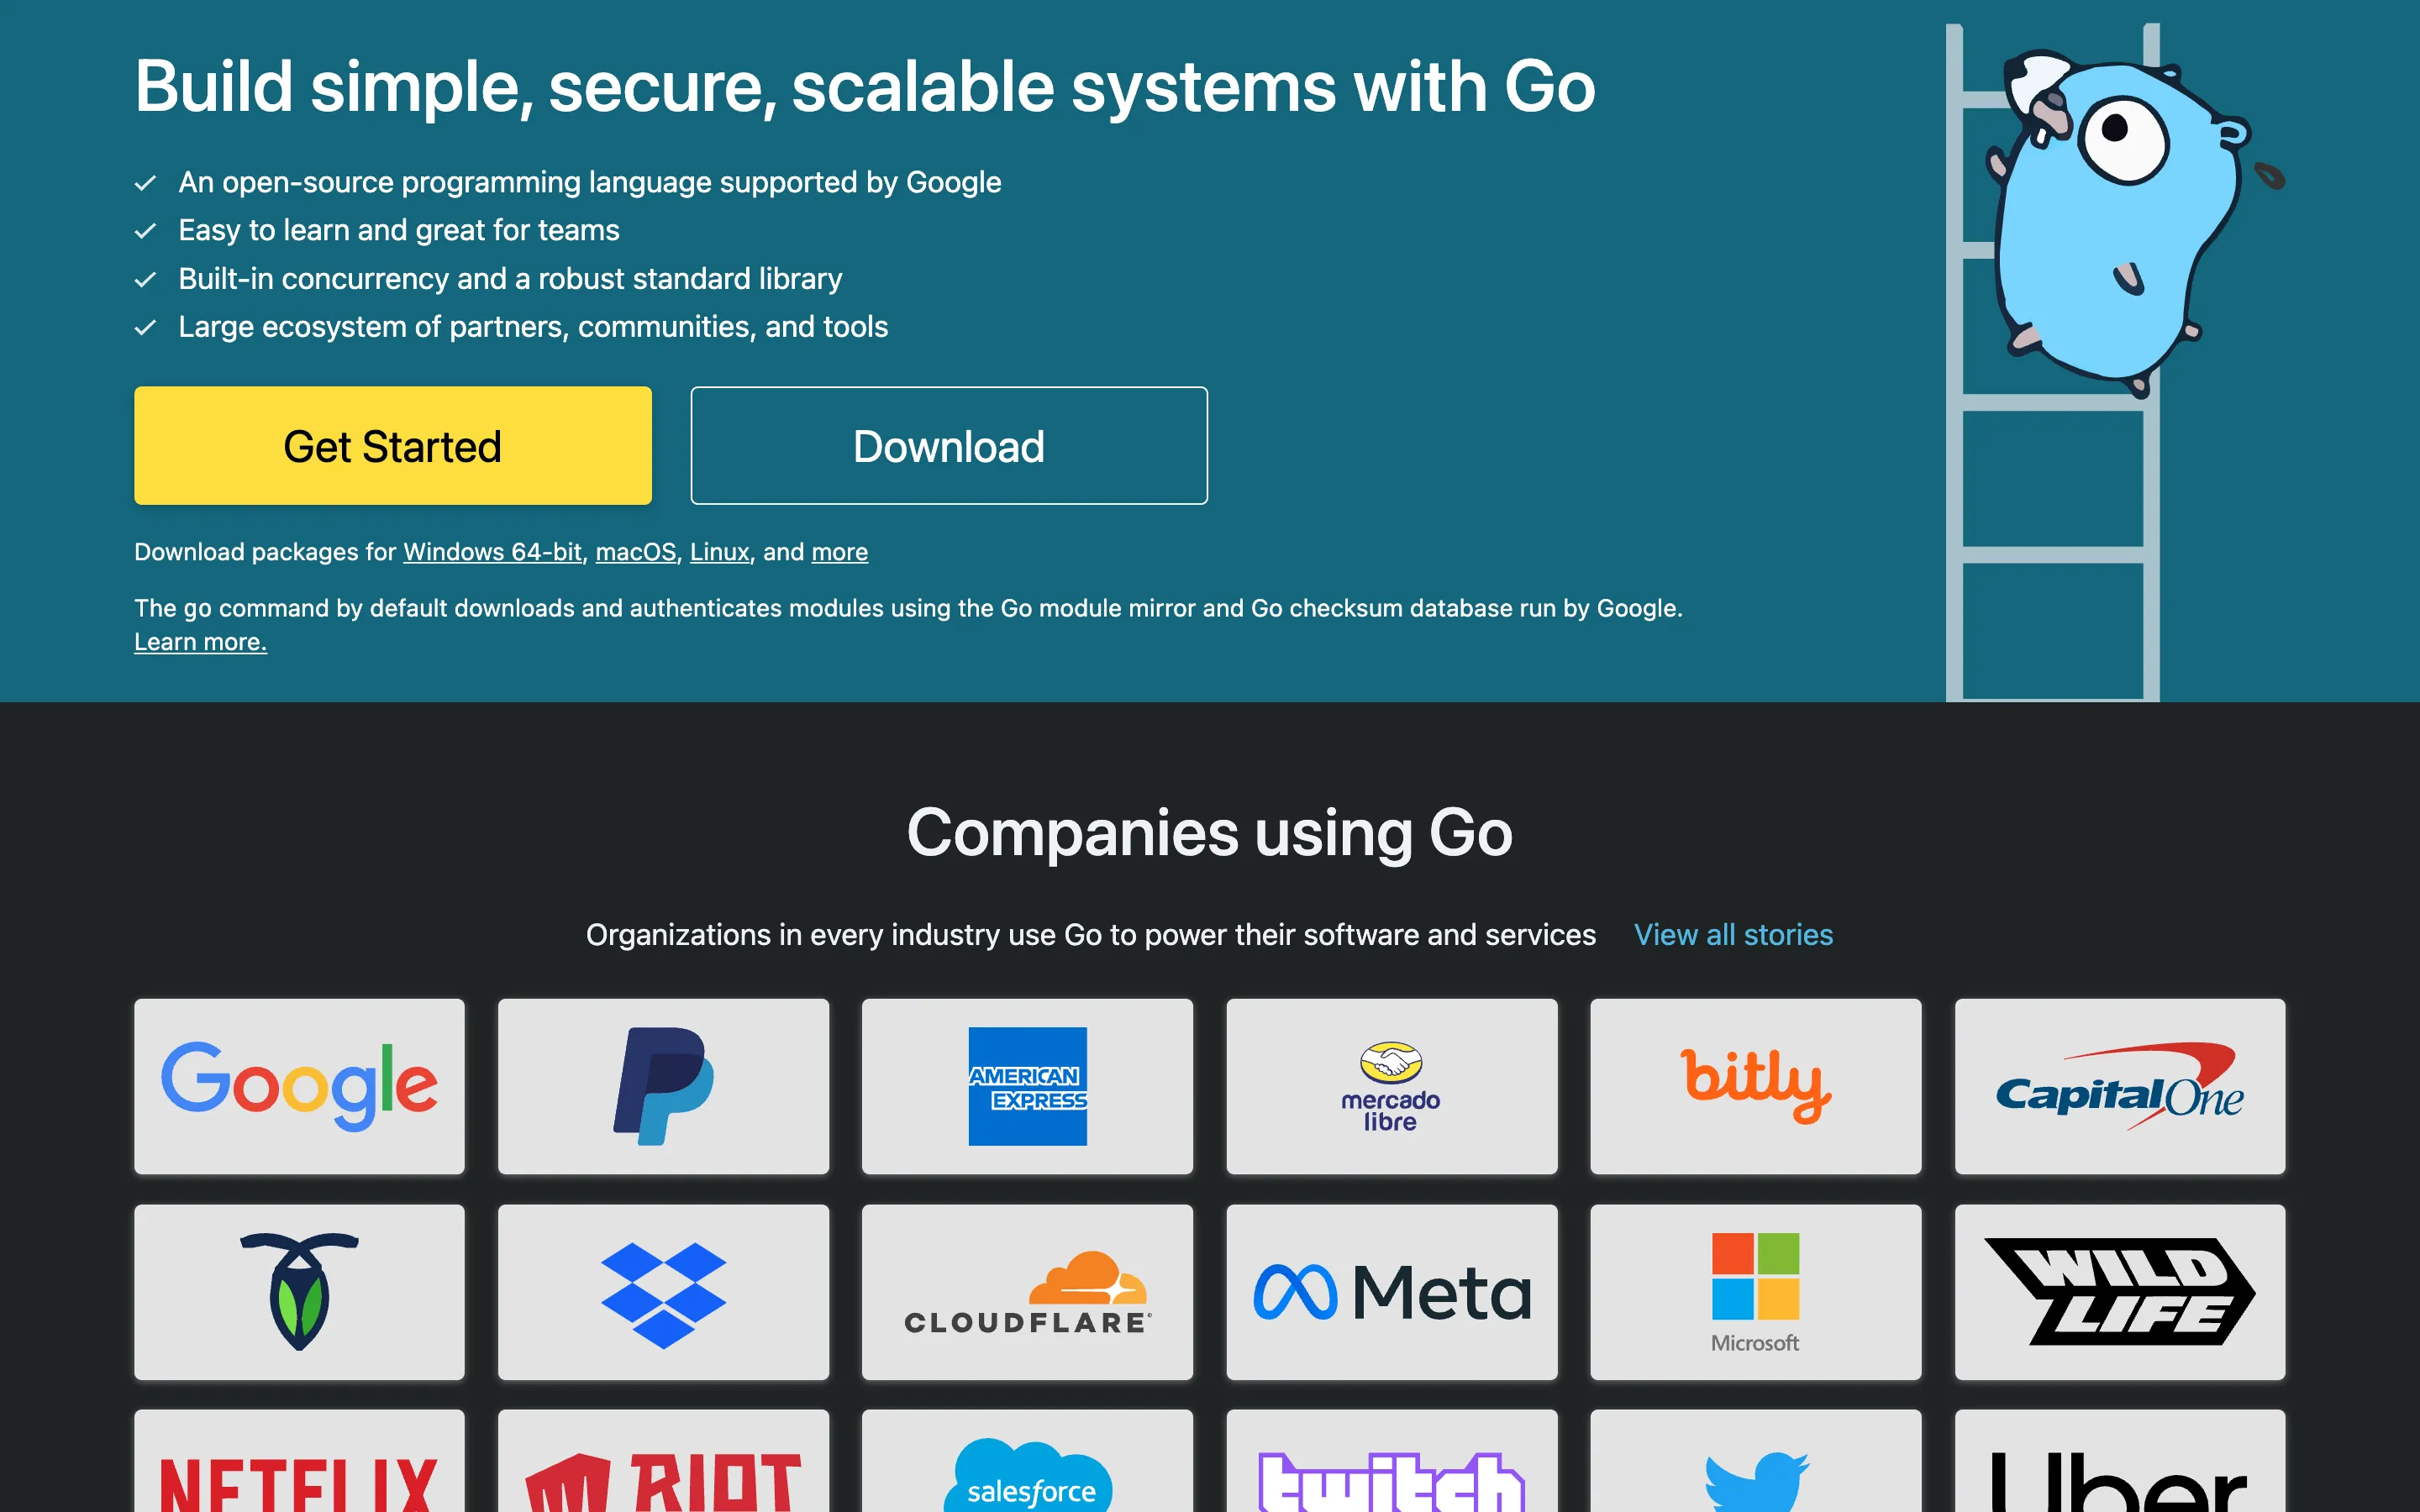 Build simple, secure, scalable systems with Go
An open-source programming language supported by Google
Easy to learn and great for teams
Built-in concurrency and a robust standard library
Large ecosystem of partners, communities, and tools
Get Started
Download
Download packages for Windows 64-bit, macOS, Linux, and more
The go command by default downloads and authenticates modules using the Go module mirror and Go checksum database run by Google.
Learn more.
Companies using Go
Organizations in every industry use Go to power their software and services
View all stories
Google
AMERICAN
EXPRESS
mercado
libre
bitly
Capital One
CLOUDFLARE
Meta
Microsoft
WILD
LIFE
NETFLIX
RIOT
salesforce
twitch
Uber